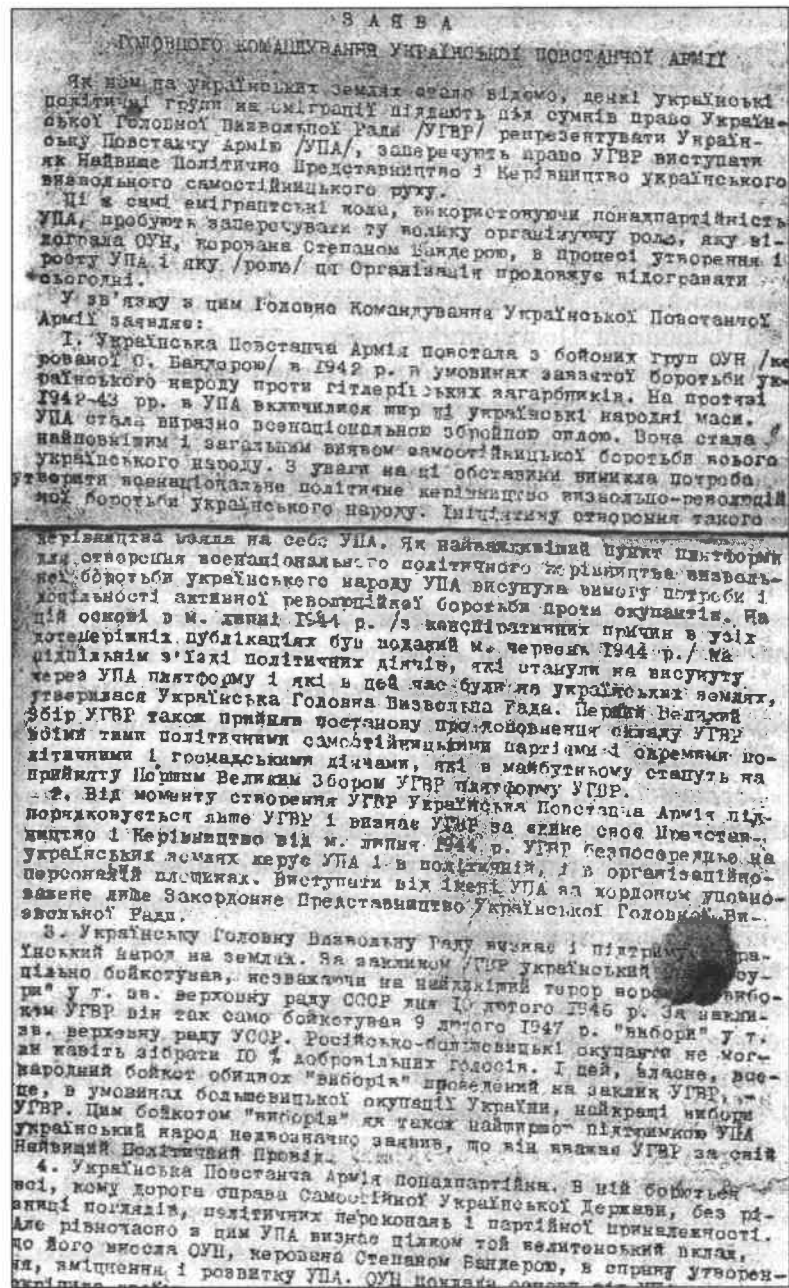 ЗАЯВА
ГОЛОВНОГО КОМАНДУВАННЯ УКРАЇНСЬКОЇ ПОВСТАНЧОЇ АРМІЇ
Як нам на українських землях стало відомо, деякі українські
політичні групи на еміграції піддають під сумнів право Україн-
ської Головної Визвольної Ради /УГВР/ репрезентувати Україн-
ську Повстанчу Армію /УПА/, заперечують право УГВР виступати
як Найвище Політичне Представництво і Керівництво українського
визвольного самостійницького руху.
Ці ж самі емігрантські кола, використовуючи понадпартійність
УПА, пробують заперечувати ту велику організуючу ролю, яку ві-
дограла ОУН, керована Степаном Бандерою, в процесі утворення і
росту УПА і яку /ролю/ ця Організація продовжує відогравати
сьогодні.
У зв'язку з цим Головне Командування Української Повстанчої
Армії заявляє:
I. Українська Повстанча Армія повстала з бойових груп ОУН /ке
рованої С. Бандерою/ в 1942 р. в умовинах завзятої боротьби ук-
раїнського народу проти гітлерівських загарбників. На протязі
1942-43 рр. в УПА включилися широкі українські народні маси.
УПА стала виразно всенаціональною збройною силою. Вона стала
найповнішим і загальним виявом самостійницької боротьби всього
українського народу. З уваги на ці обставини виникла потреба
утворити всенаціональне політичне керівництво визвольно-революцій
ної боротьби українського народу. Ініціятиву створення такого
керівництва взяла на себе УПА. Як найважливіший пункт платформи
для створення всенаціонального політичного керівництва визволь-
ної боротьби українського народу УПА висунула вимогу потреби і
доцільності активної революційної боротьби проти окупантів. На
цій основі в м. липні 1944 р. /з конспіративних причин в усіх
дотеперішніх публікаціях був поданий м. червень 1944 р./ на
підпільнім з'їзді політичних діячів, які станули на висунуту
через УПА платформу і які в цей час були на українських землях,
утворилася Українська Головна Визвольна Рада. Перший Великий
Збір УГВР також прийняв постанову про доповнення складу УГВР
всіми тими політичними самостійницькими партіями і окремими по-
літичними і громадськими діячами, які в майбутньому стануть на
прийняту Першим Великим Збором УГВР платформу УГВР.
2. Від моменту створення УГВР Українська Повстанча Армія під-
порядковується лише УГВР і визнає УГВР за єдине своє Представ-
ництво і Керівництво від м. липня 1944 р. УГВР безпосередньо на
українських землях керує УПА і в політичній, і в організаційно-
персональній площинах. Виступати від імені УПА за кордоном уповно-
важене лише Закордонне Представництво Української Головної Ви-
звольної Ради.
3. Українську Головну Визвольну Раду визнає і підтримує укра-
їнський народ на землях. За закликом УГВР український
цільно бойкотував, незважаючи на найдикіший терор "вибо-
ри" у т. зв. верховну раду СССР дня 10 лютого 1946 р. За закли-
ком УГВР він так само бойкотував 9 лютого 1947 р. "вибори" у т.
зв. верховну раду УССР. Російсько-большевицькі окупанти не мог-
ли навіть зібрати 10 % добровільних голосів. І цей, власне, все-
народний бойкот обидвох "виборів" проведений на заклик УГВР, -
це, в умовинах большевицької окупації України, найкращі вибори
УГВР. Цим бойкотом "виборів" як також найширшою підтримкою УПА
український народ недвозначно заявив, що він вважає УГВР за свій
Найвищий Політичний Провід.
4. Українська Повстанча Армія понадпартійна. В ній боряться
всі, кому дорога справа Самостійної Української Держави, без рі-
зниці поглядів, політичних переконань і партійної приналежності.
Але рівночасно з цим УПА визнає цілком той велитенський вклад,
що його внесла ОУН, керована Степаном Бандерою, в справу утворен-
ня, зміцнення і розвитку УПА. ОУН